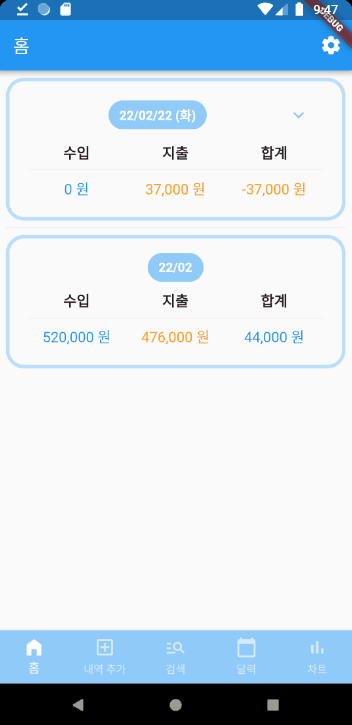 9:47
DEBUG
홈
22/02/22 (화)
수입 지출 합계
0 원 37,000 원 -37,000 원
22/02
수입 지출 합계
520,000 원 476,000 원 44,000 원
홈 내역 추가 검색 달력 차트